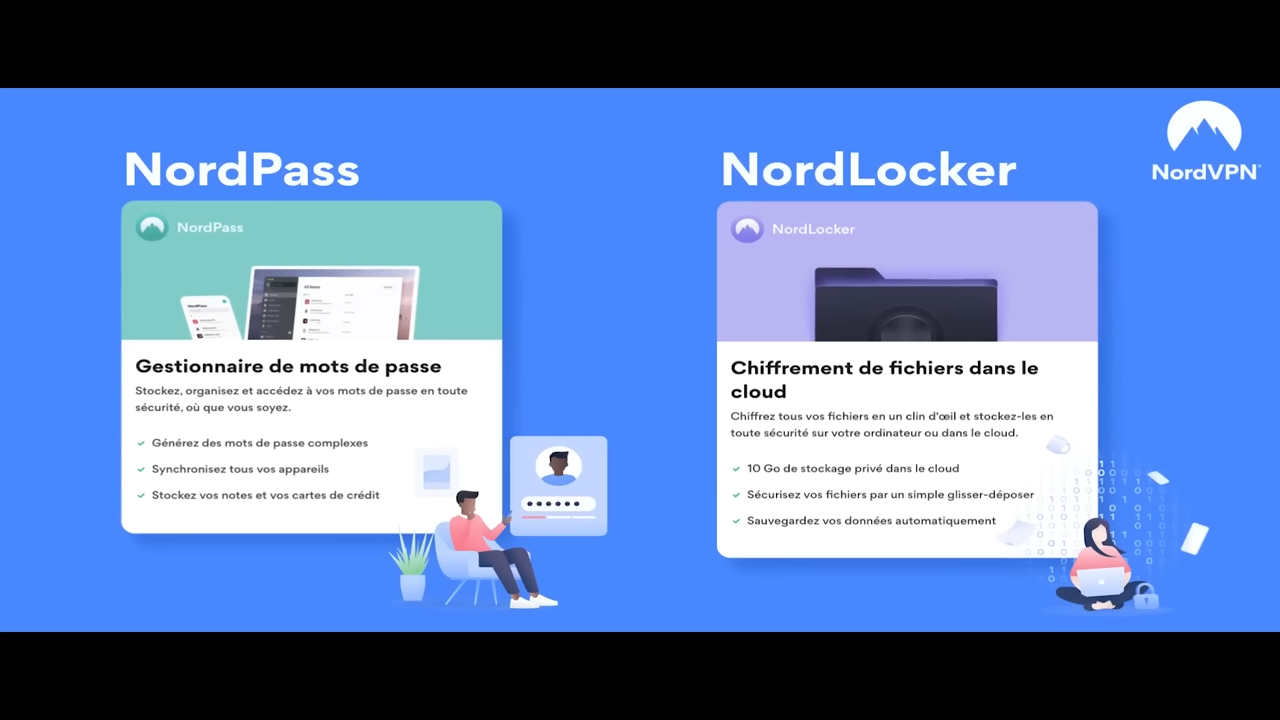 NordPass
NordPass
NordPass
All Items
Gestionnaire de mots de passe
Stockez, organisez et accédez à vos mots de passe en toute
sécurité, où que vous soyez.
Générez des mots de passe complexes
Synchronisez tous vos appareils
Stockez vos notes et vos cartes de crédit
NordLocker
NordLocker
Chiffrement de fichiers dans le
cloud
Chiffrez tous vos fichiers en un clin d'œil et stockez-les en
toute sécurité sur votre ordinateur ou dans le cloud.
10 Go de stockage privé dans le cloud
Sécurisez vos fichiers par un simple glisser-déposer
Sauvegardez vos données automatiquement
NordVPN®